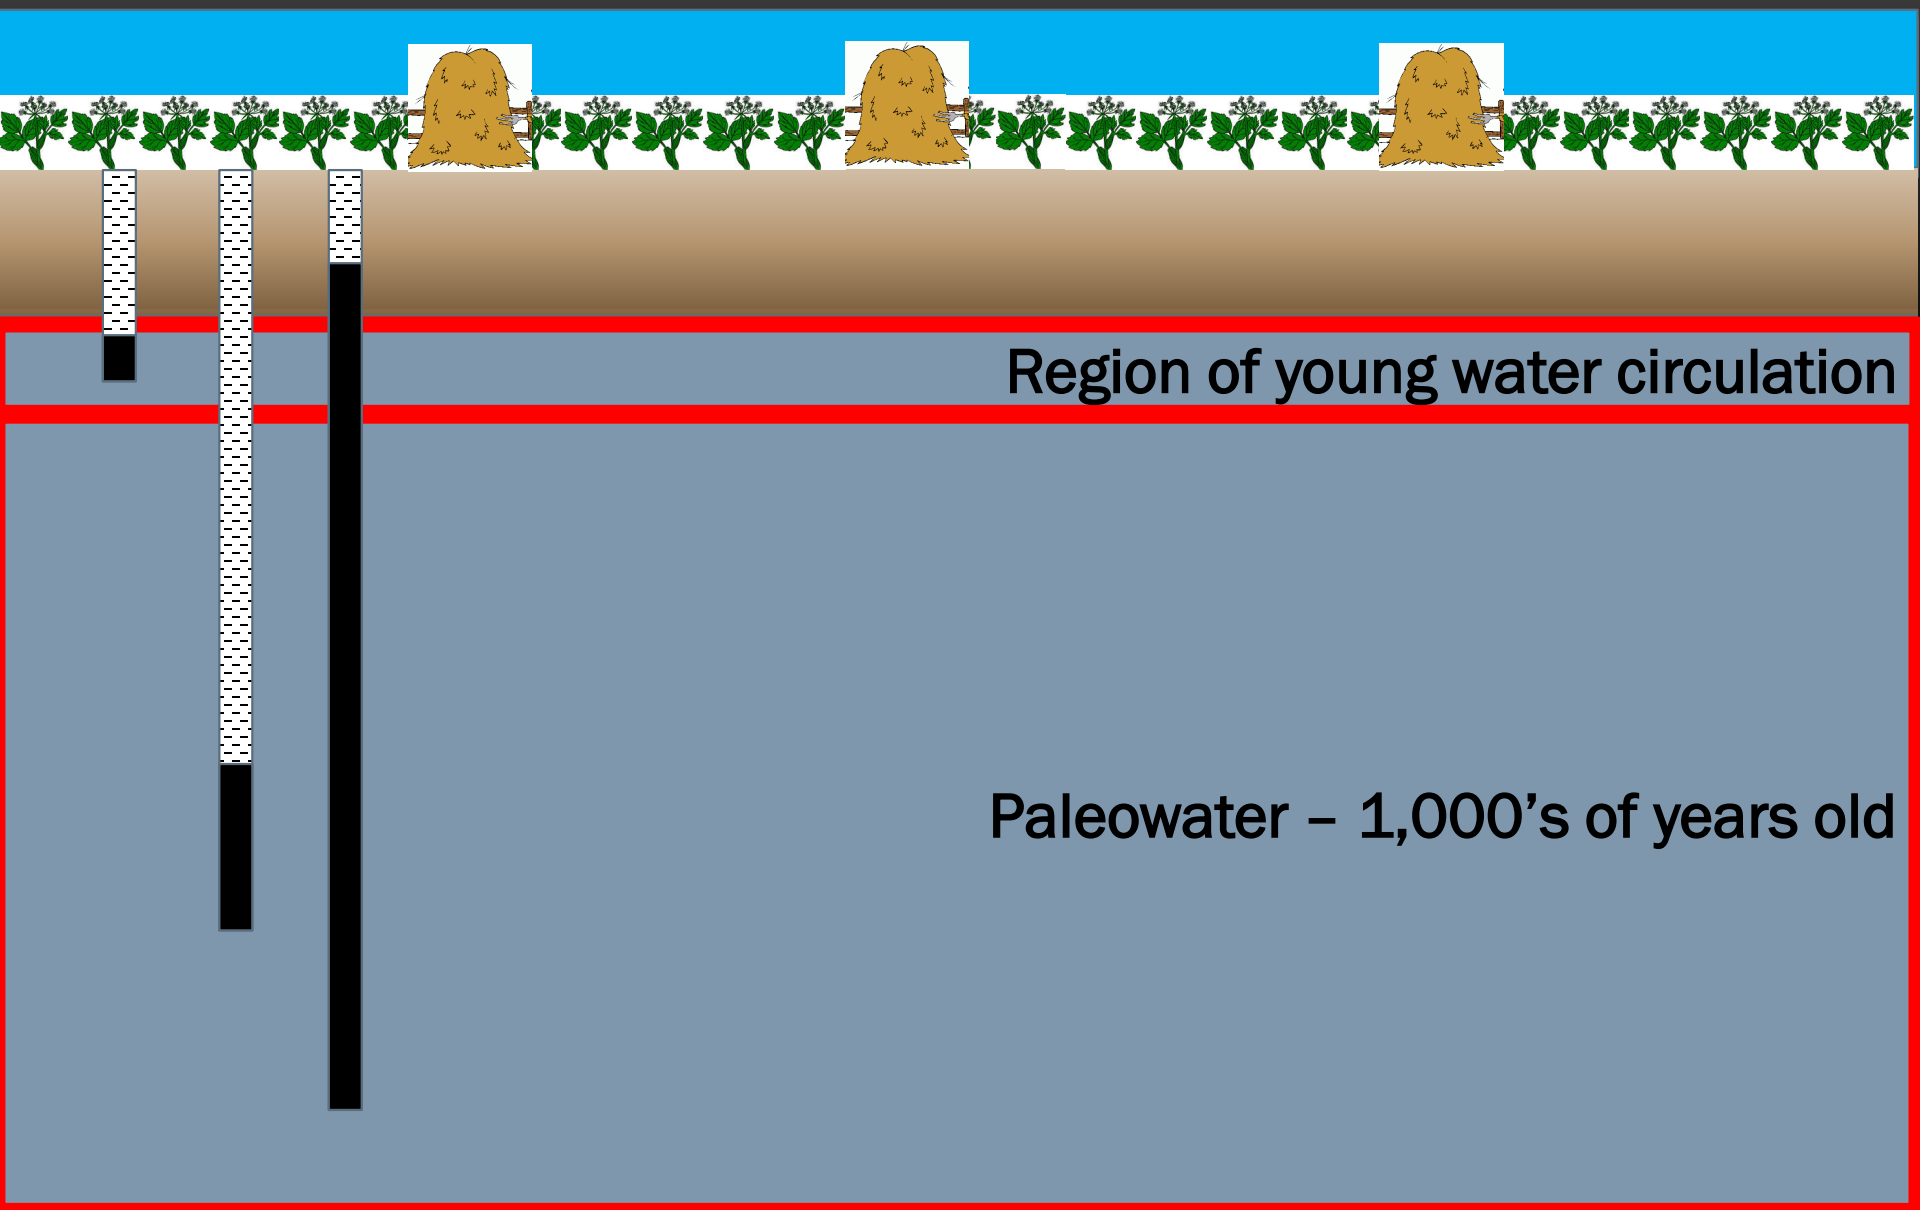 Region of young water circulation
Paleowater – 1,000’s of years old